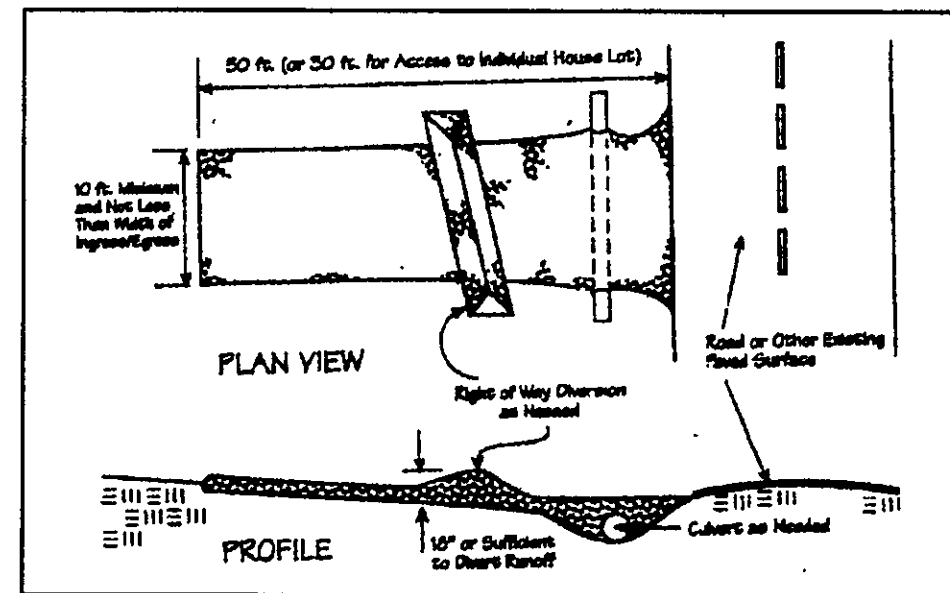 50 ft. (or 30 ft. for Access to Individual House Lot)
10 ft. Minimum
and Not Less
Than Width of
Ingress/Egress
PLAN VIEW
Right of Way Diversion
as Needed
Road or Other Existing
Paved Surface
18" or Sufficient
to Divert Runoff
Culvert as Needed
PROFILE